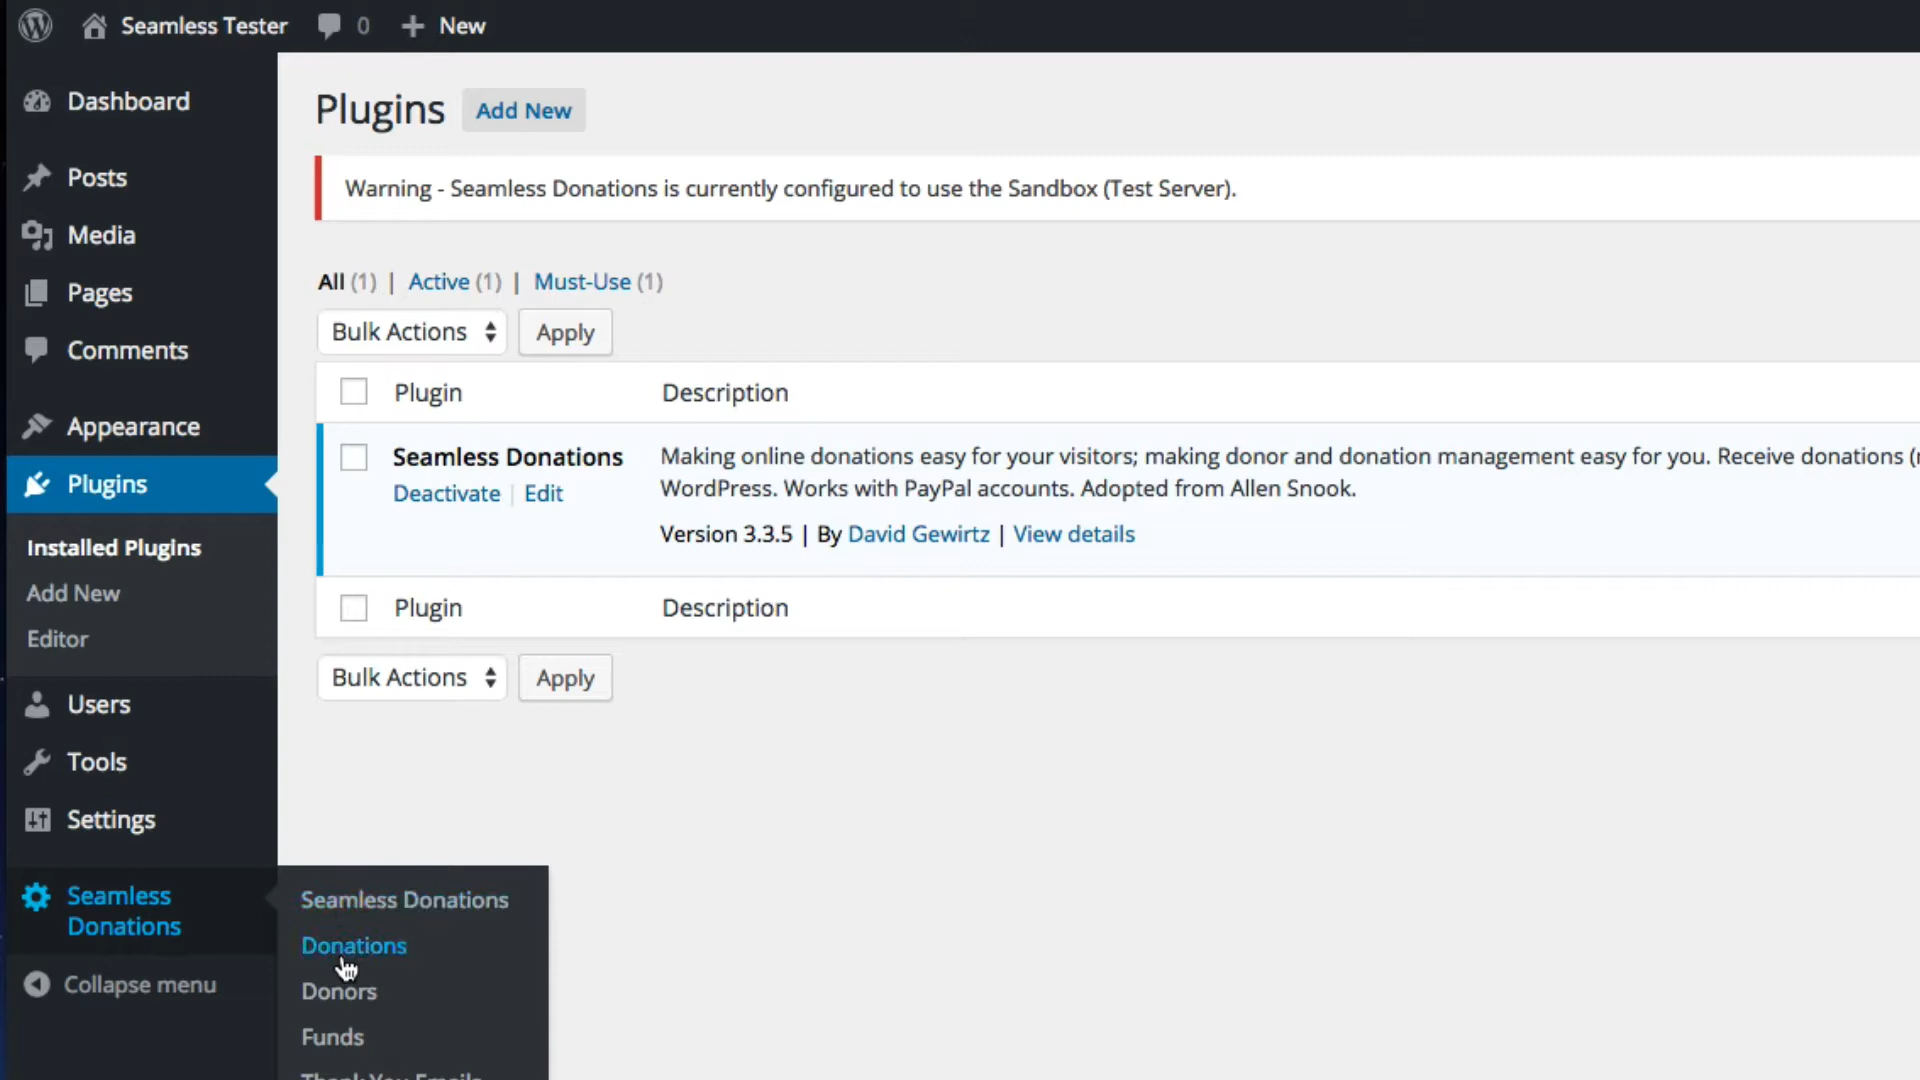 Seamless Tester 0 New
Dashboard
Posts
Media
Pages
Comments
Appearance
Plugins
Installed Plugins
Add New
Editor
Users
Tools
Settings
Seamless
Donations
Collapse menu
Seamless Donations
Donations
Donors
Funds
Thank You Emails
Plugins Add New
Warning - Seamless Donations is currently configured to use the Sandbox (Test Server).
All (1) | Active (1) | Must-Use (1)
Bulk Actions Apply
Plugin Description
Seamless Donations
Deactivate | Edit
Making online donations easy for your visitors; making donor and donation management easy for you. Receive donations (
WordPress. Works with PayPal accounts. Adopted from Allen Snook.
Version 3.3.5 | By David Gewirtz | View details
Plugin Description
Bulk Actions Apply